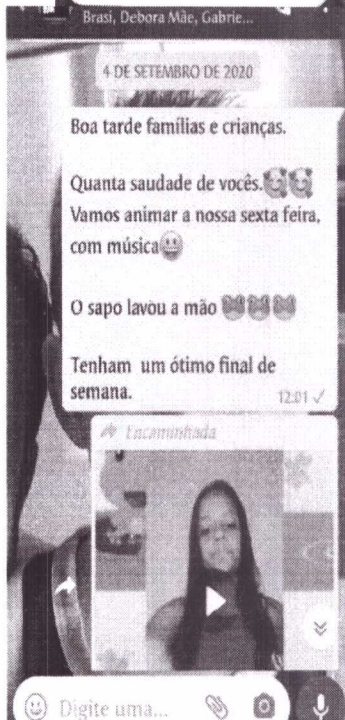 Brasi, Debora Mãe, Gabrie...
4 DE SETEMBRO DE 2020
Boa tarde famílias e crianças.
Quanta saudade de vocês.
Vamos animar a nossa sexta feira,
com música
O sapo lavou a mão
Tenham um ótimo final de
semana.
12:01
Encaminhada
Digite uma...